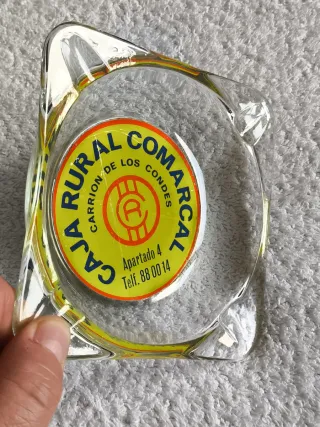 CAJA RURAL COMARCAL
CARRION DE LOS CONDES
Apartado 4
Telf. 88 00 14